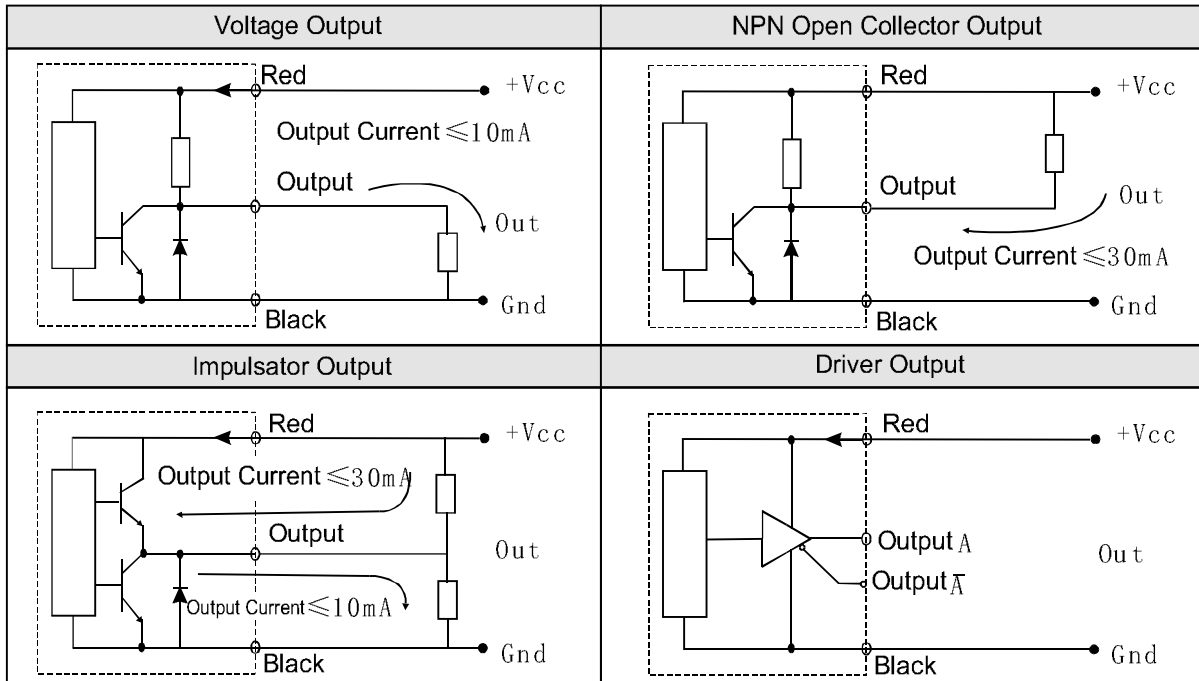 Voltage Output
Red
+Vcc
Output Current ≤10mA
Output
Out
Gnd
Black
NPN Open Collector Output
Red
+Vcc
Output
Out
Output Current ≤30mA
Gnd
Black
Impulsator Output
Red
+Vcc
Output Current ≤30mA
Output
Out
Output Current ≤10mA
Gnd
Black
Driver Output
Red
+Vcc
Output A
Out
Output A̅
Gnd
Black